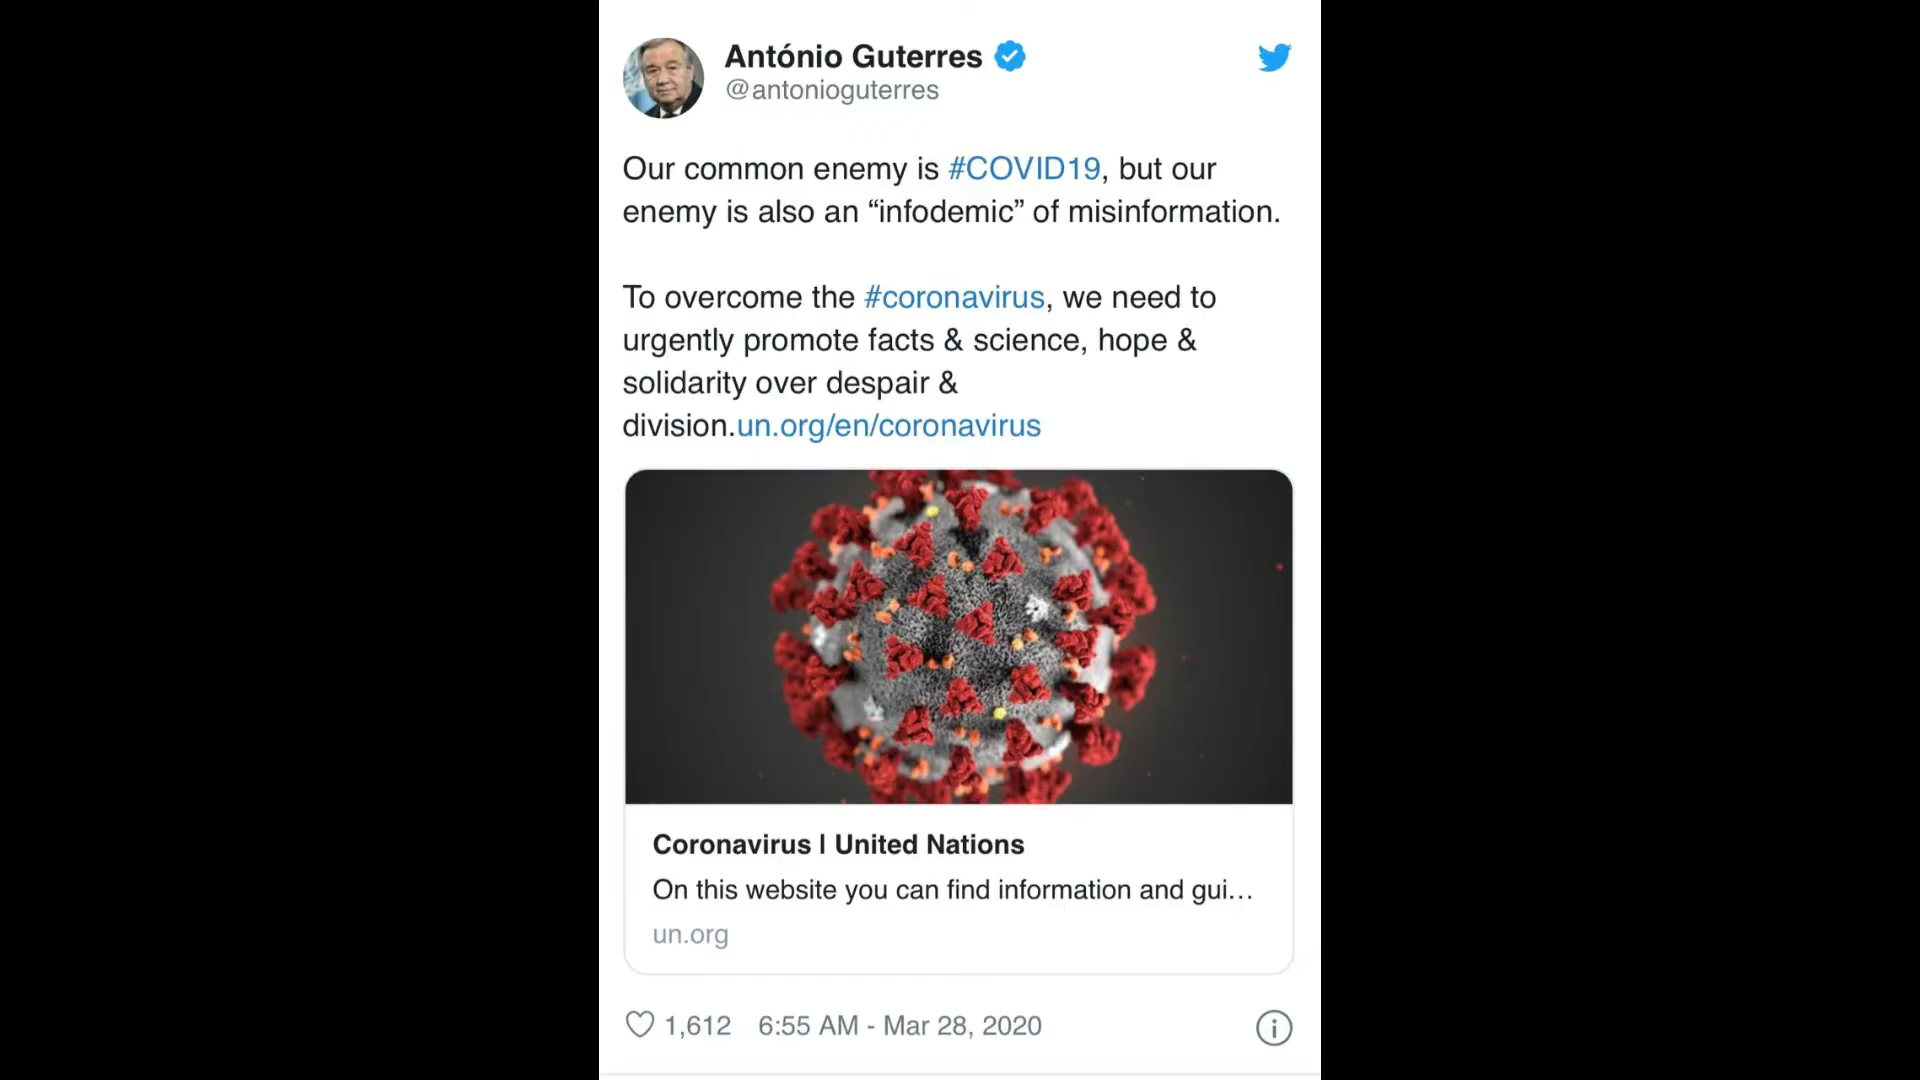 António Guterres
@antonioguterres
Our common enemy is #COVID19, but our
enemy is also an “infodemic” of misinformation.
To overcome the #coronavirus, we need to
urgently promote facts & science, hope &
solidarity over despair &
division.un.org/en/coronavirus
Coronavirus | United Nations
On this website you can find information and gui…
un.org
1,612 6:55 AM - Mar 28, 2020